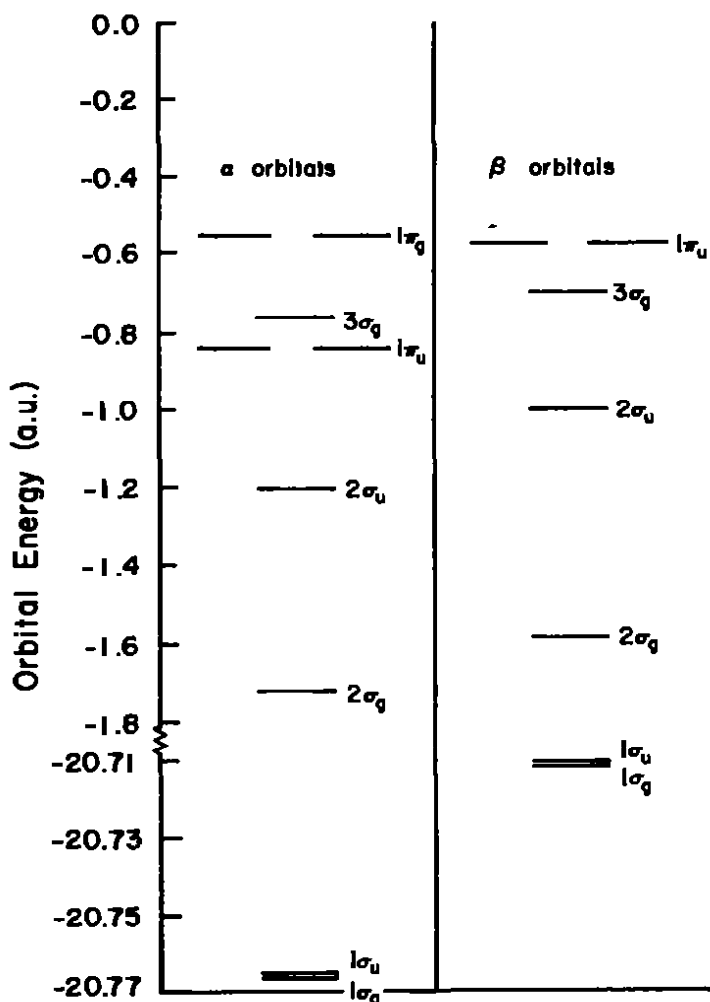 0.0
-0.2
α orbitals
β orbitals
-0.4
1πg
1πu
-0.6
3σg
3σg
-0.8
1πu
-1.0
2σu
-1.2
2σu
-1.4
2σg
-1.6
2σg
-1.8
-20.71
1σu
1σg
-20.73
-20.75
1σu
-20.77
1σg
Orbital Energy (a.u.)